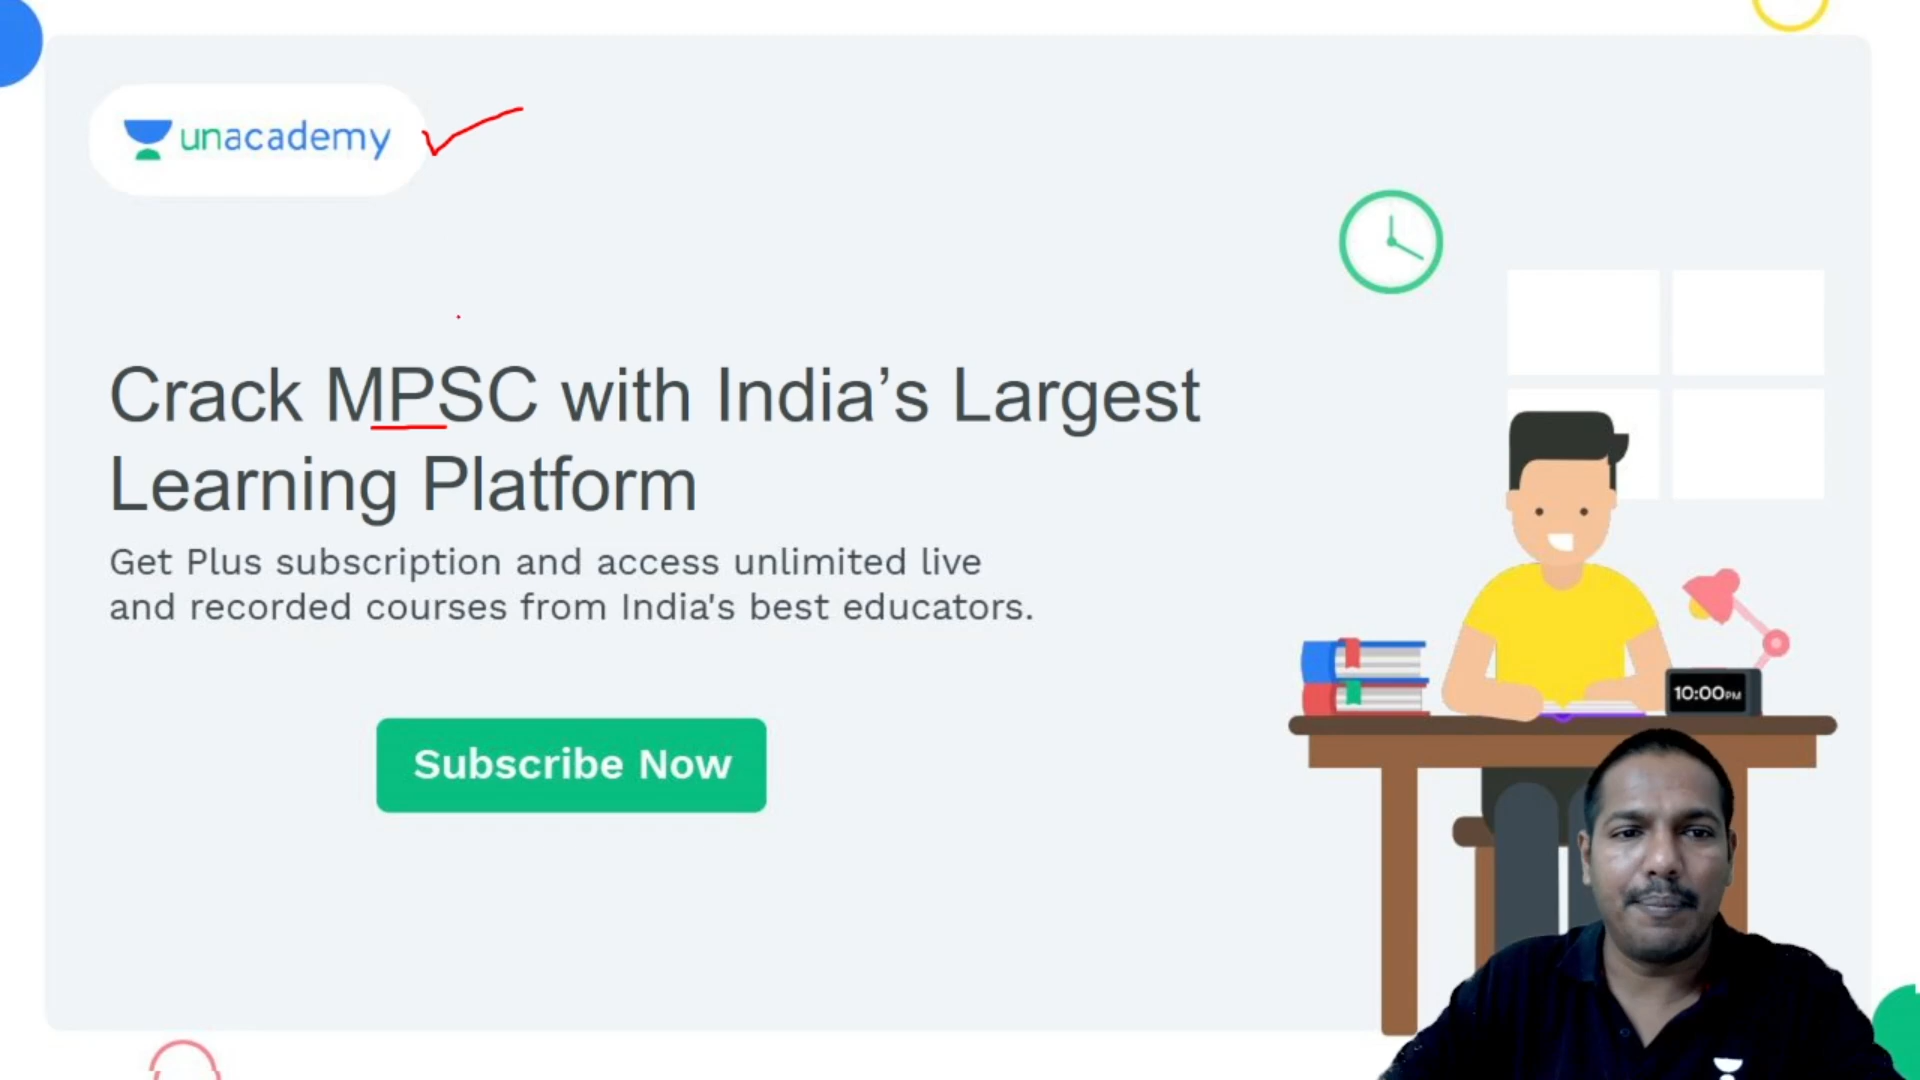 unacademy
Crack MPSC with India’s Largest
Learning Platform
Get Plus subscription and access unlimited live
and recorded courses from India's best educators.
10:00PM
Subscribe Now